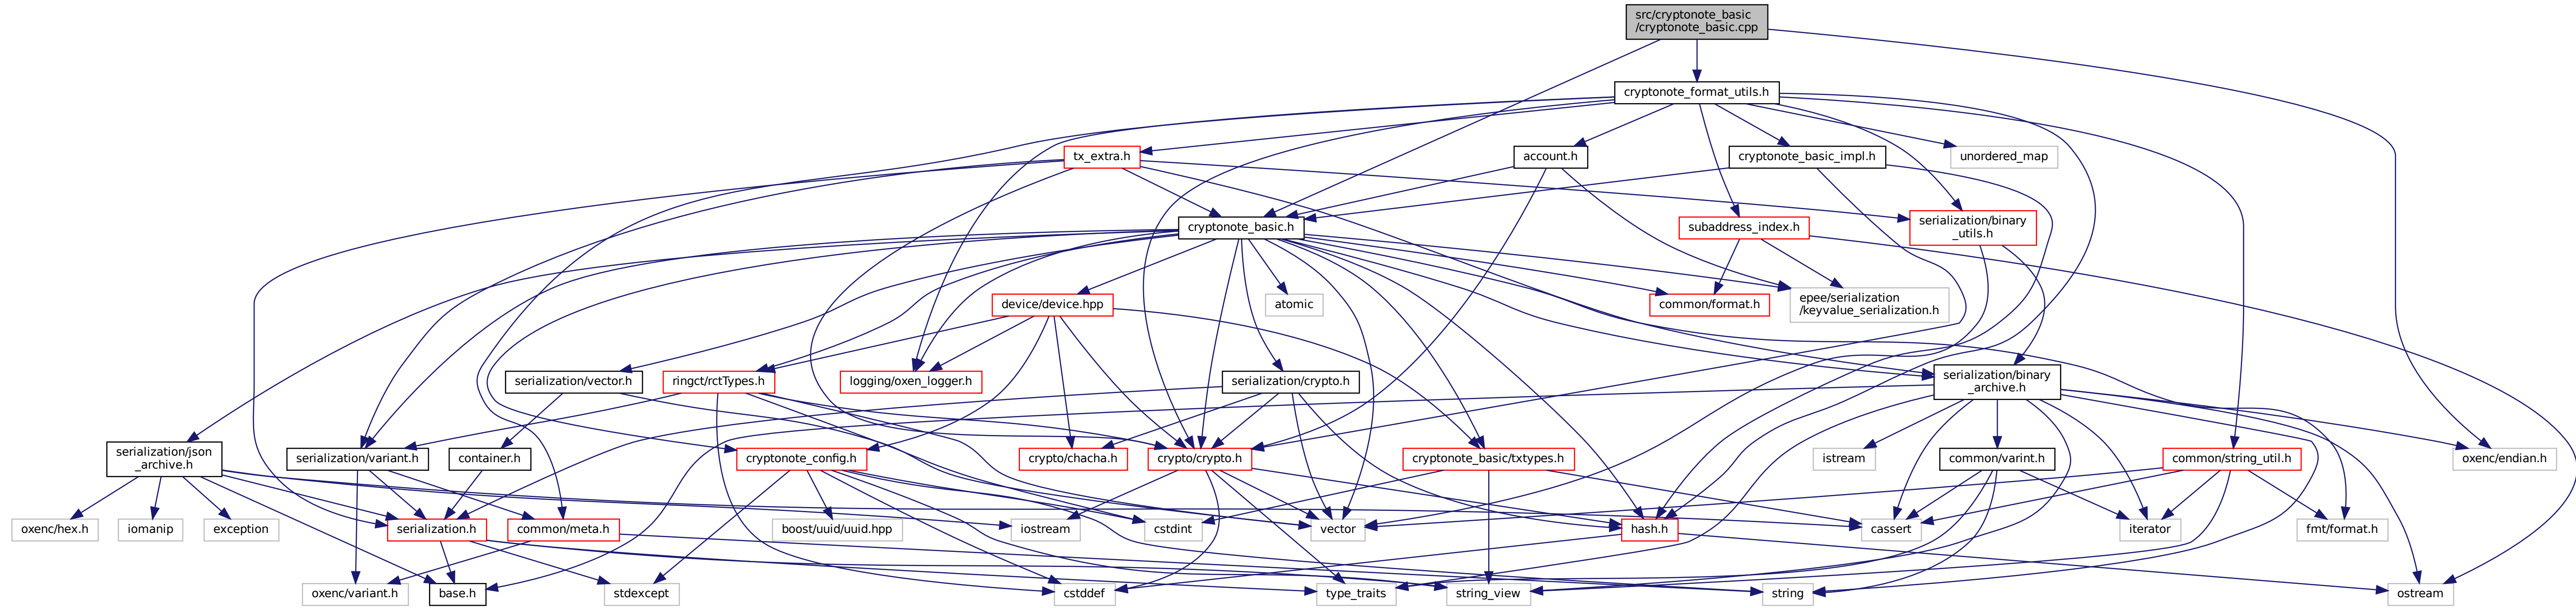 src/cryptonote_basic
/cryptonote_basic.cpp
cryptonote_format_utils.h
tx_extra.h
account.h
cryptonote_basic_impl.h
unordered_map
cryptonote_basic.h
subaddress_index.h
serialization/binary
_utils.h
device/device.hpp
atomic
common/format.h
epee/serialization
/keyvalue_serialization.h
serialization/vector.h
ringct/rctTypes.h
logging/oxen_logger.h
serialization/crypto.h
serialization/binary
_archive.h
serialization/json
_archive.h
serialization/variant.h
container.h
cryptonote_config.h
crypto/chacha.h
crypto/crypto.h
cryptonote_basic/txtypes.h
istream
common/varint.h
common/string_util.h
oxenc/endian.h
oxenc/hex.h
iomanip
exception
serialization.h
common/meta.h
boost/uuid/uuid.hpp
iostream
cstdint
vector
hash.h
cassert
iterator
fmt/format.h
oxenc/variant.h
base.h
stdexcept
cstddef
type_traits
string_view
string
ostream